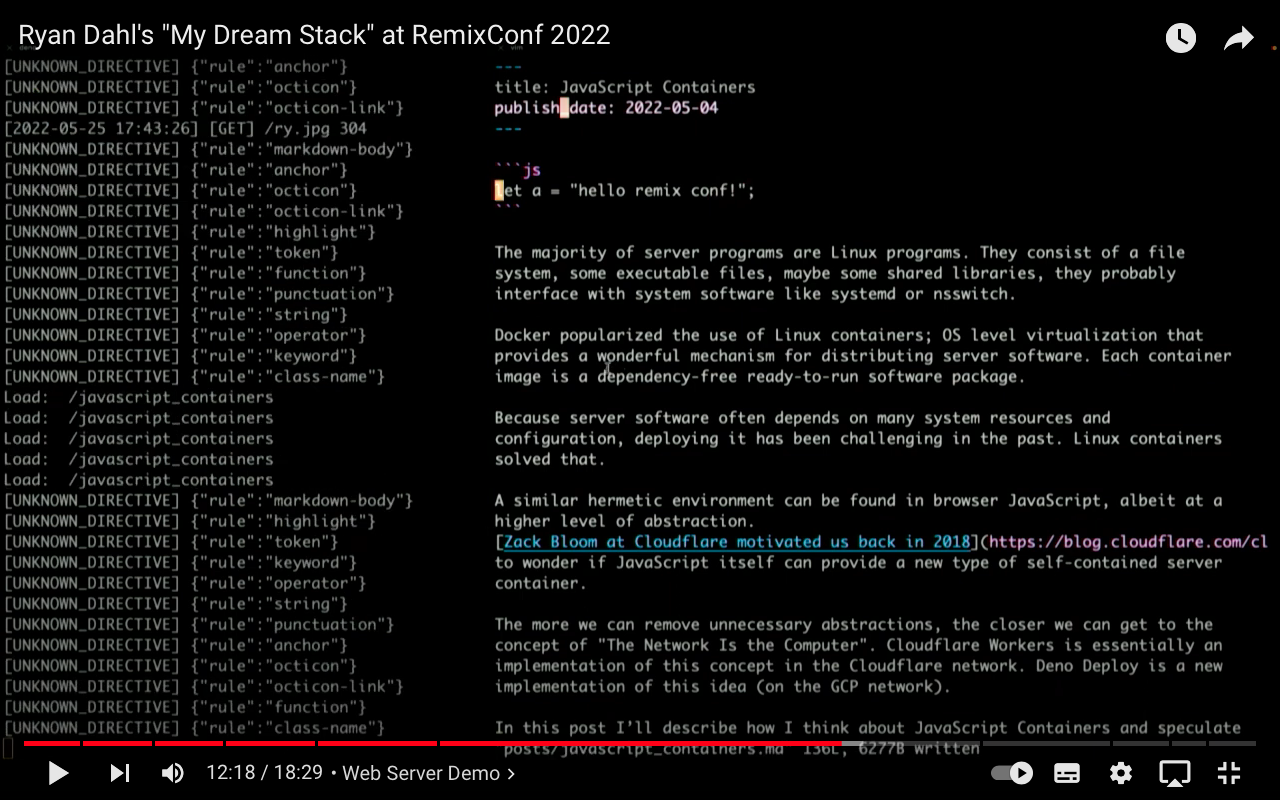 Ryan Dahl's "My Dream Stack" at RemixConf 2022
[UNKNOWN_DIRECTIVE] {"rule":"anchor"}
[UNKNOWN_DIRECTIVE] {"rule":"octicon"}
[UNKNOWN_DIRECTIVE] {"rule":"octicon-link"}
[2022-05-25 17:43:26] [GET] /ry.jpg 304
[UNKNOWN_DIRECTIVE] {"rule":"markdown-body"}
[UNKNOWN_DIRECTIVE] {"rule":"anchor"}
[UNKNOWN_DIRECTIVE] {"rule":"octicon"}
[UNKNOWN_DIRECTIVE] {"rule":"octicon-link"}
[UNKNOWN_DIRECTIVE] {"rule":"highlight"}
[UNKNOWN_DIRECTIVE] {"rule":"token"}
[UNKNOWN_DIRECTIVE] {"rule":"function"}
[UNKNOWN_DIRECTIVE] {"rule":"punctuation"}
[UNKNOWN_DIRECTIVE] {"rule":"string"}
[UNKNOWN_DIRECTIVE] {"rule":"operator"}
[UNKNOWN_DIRECTIVE] {"rule":"keyword"}
[UNKNOWN_DIRECTIVE] {"rule":"class-name"}
Load:  /javascript_containers
Load:  /javascript_containers
Load:  /javascript_containers
Load:  /javascript_containers
Load:  /javascript_containers
[UNKNOWN_DIRECTIVE] {"rule":"markdown-body"}
[UNKNOWN_DIRECTIVE] {"rule":"highlight"}
[UNKNOWN_DIRECTIVE] {"rule":"token"}
[UNKNOWN_DIRECTIVE] {"rule":"keyword"}
[UNKNOWN_DIRECTIVE] {"rule":"operator"}
[UNKNOWN_DIRECTIVE] {"rule":"string"}
[UNKNOWN_DIRECTIVE] {"rule":"punctuation"}
[UNKNOWN_DIRECTIVE] {"rule":"anchor"}
[UNKNOWN_DIRECTIVE] {"rule":"octicon"}
[UNKNOWN_DIRECTIVE] {"rule":"octicon-link"}
[UNKNOWN_DIRECTIVE] {"rule":"function"}
[UNKNOWN_DIRECTIVE] {"rule":"class-name"}
vim
---
title: JavaScript Containers
publish date: 2022-05-04
---
```js
let a = "hello remix conf!";
```
The majority of server programs are Linux programs. They consist of a file
system, some executable files, maybe some shared libraries, they probably
interface with system software like systemd or nsswitch.
Docker popularized the use of Linux containers; OS level virtualization that
provides a wonderful mechanism for distributing server software. Each container
image is a dependency-free ready-to-run software package.
Because server software often depends on many system resources and
configuration, deploying it has been challenging in the past. Linux containers
solved that.
A similar hermetic environment can be found in browser JavaScript, albeit at a
higher level of abstraction.
[Zack Bloom at Cloudflare motivated us back in 2018](https://blog.cloudflare.com/cl
to wonder if JavaScript itself can provide a new type of self-contained server
container.
The more we can remove unnecessary abstractions, the closer we can get to the
concept of "The Network Is the Computer". Cloudflare Workers is essentially an
implementation of this concept in the Cloudflare network. Deno Deploy is a new
implementation of this idea (on the GCP network).
In this post I'll describe how I think about JavaScript Containers and speculate
posts/javascript_containers.md" 136L, 6277B written
12:18 / 18:29 • Web Server Demo >